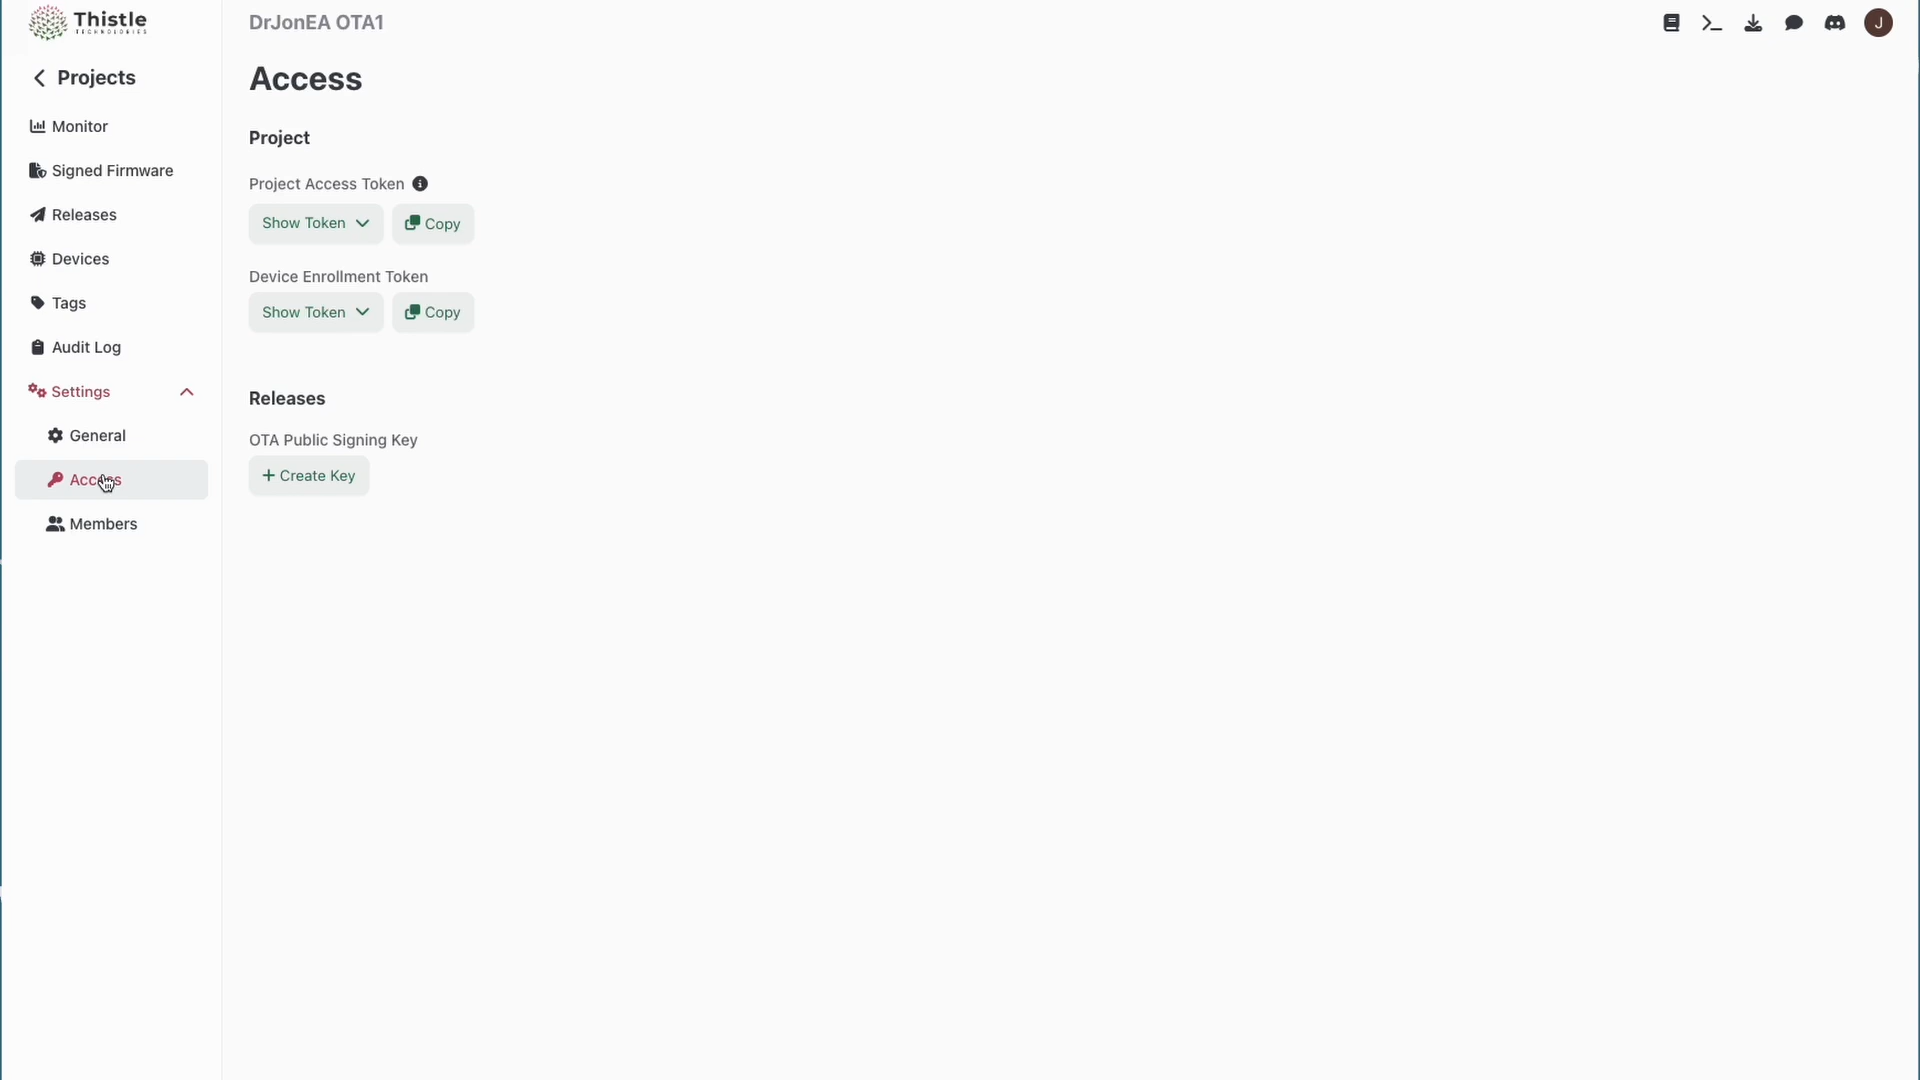 Thistle
TECHNOLOGIES
DrJonEA OTA1
J
Projects
Monitor
Signed Firmware
Releases
Devices
Tags
Audit Log
Settings
General
Access
Members
Access
Project
Project Access Token
Show Token
Copy
Device Enrollment Token
Show Token
Copy
Releases
OTA Public Signing Key
+ Create Key